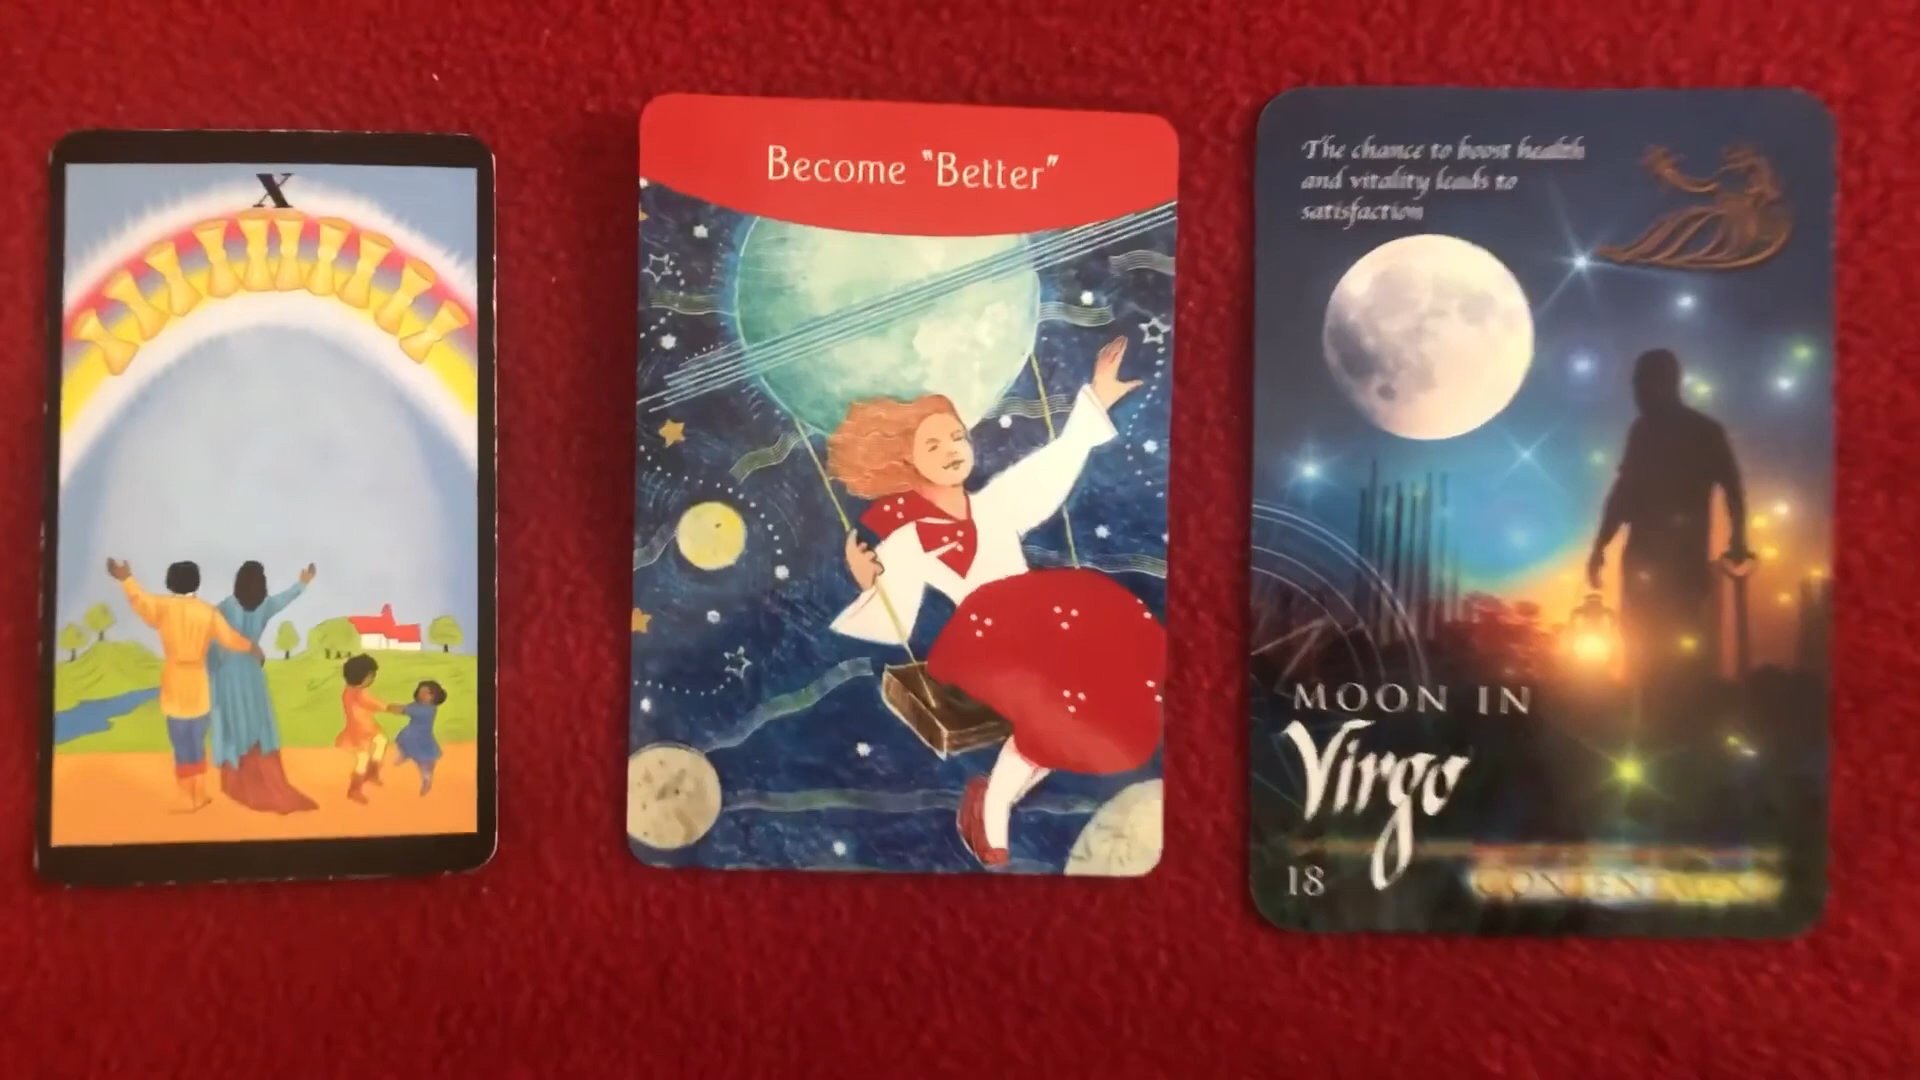 X
Become "Better"
The chance to boost health
and vitality leads to
satisfaction
MOON IN
Virgo
18